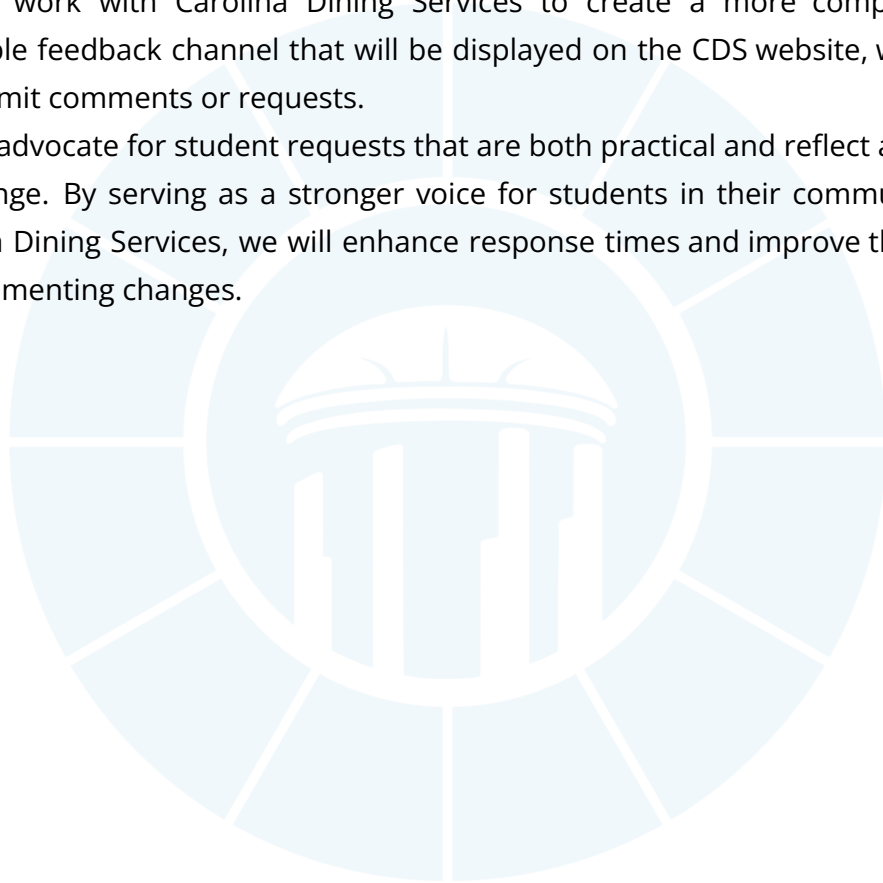 work with Carolina Dining Services to create a more comp
ble feedback channel that will be displayed on the CDS website, w
mit comments or requests.
advocate for student requests that are both practical and reflect a
nge. By serving as a stronger voice for students in their commu
Dining Services, we will enhance response times and improve th
menting changes.